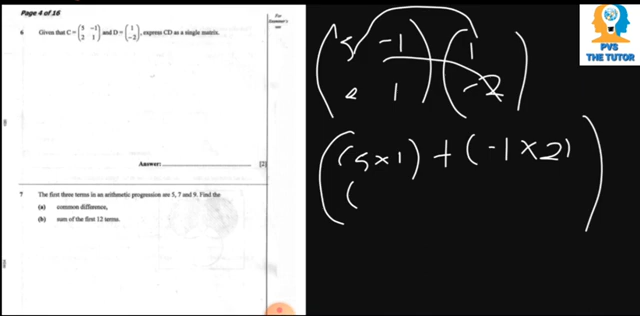 Page 4 of 16
For
Examiner's
use
6 Given that C = (5 -1
2 1) and D = (1
-2), express CD as a single matrix.
Answer: [2]
7 The first three terms in an arithmetic progression are 5, 7 and 9. Find the
(a) common difference,
(b) sum of the first 12 terms.
(5 -1) (1)
(2 1) (-2)
((5×1) + (-1×2)
(
PVS
THE TUTOR